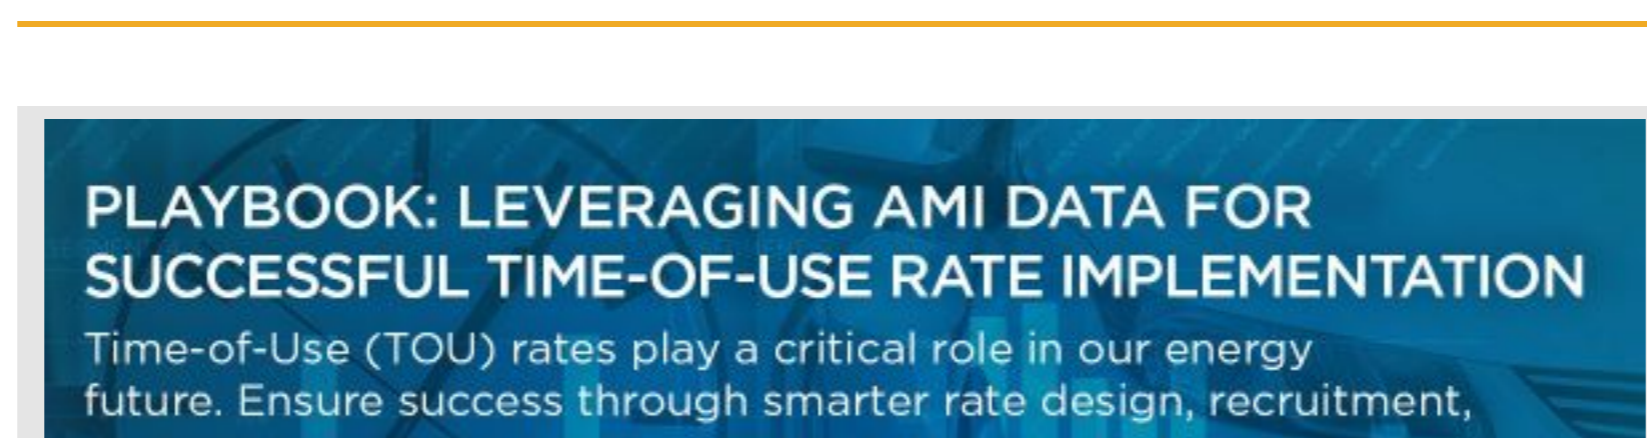 PLAYBOOK: LEVERAGING AMI DATA FOR
SUCCESSFUL TIME-OF-USE RATE IMPLEMENTATION
Time-of-Use (TOU) rates play a critical role in our energy
future. Ensure success through smarter rate design, recruitment,